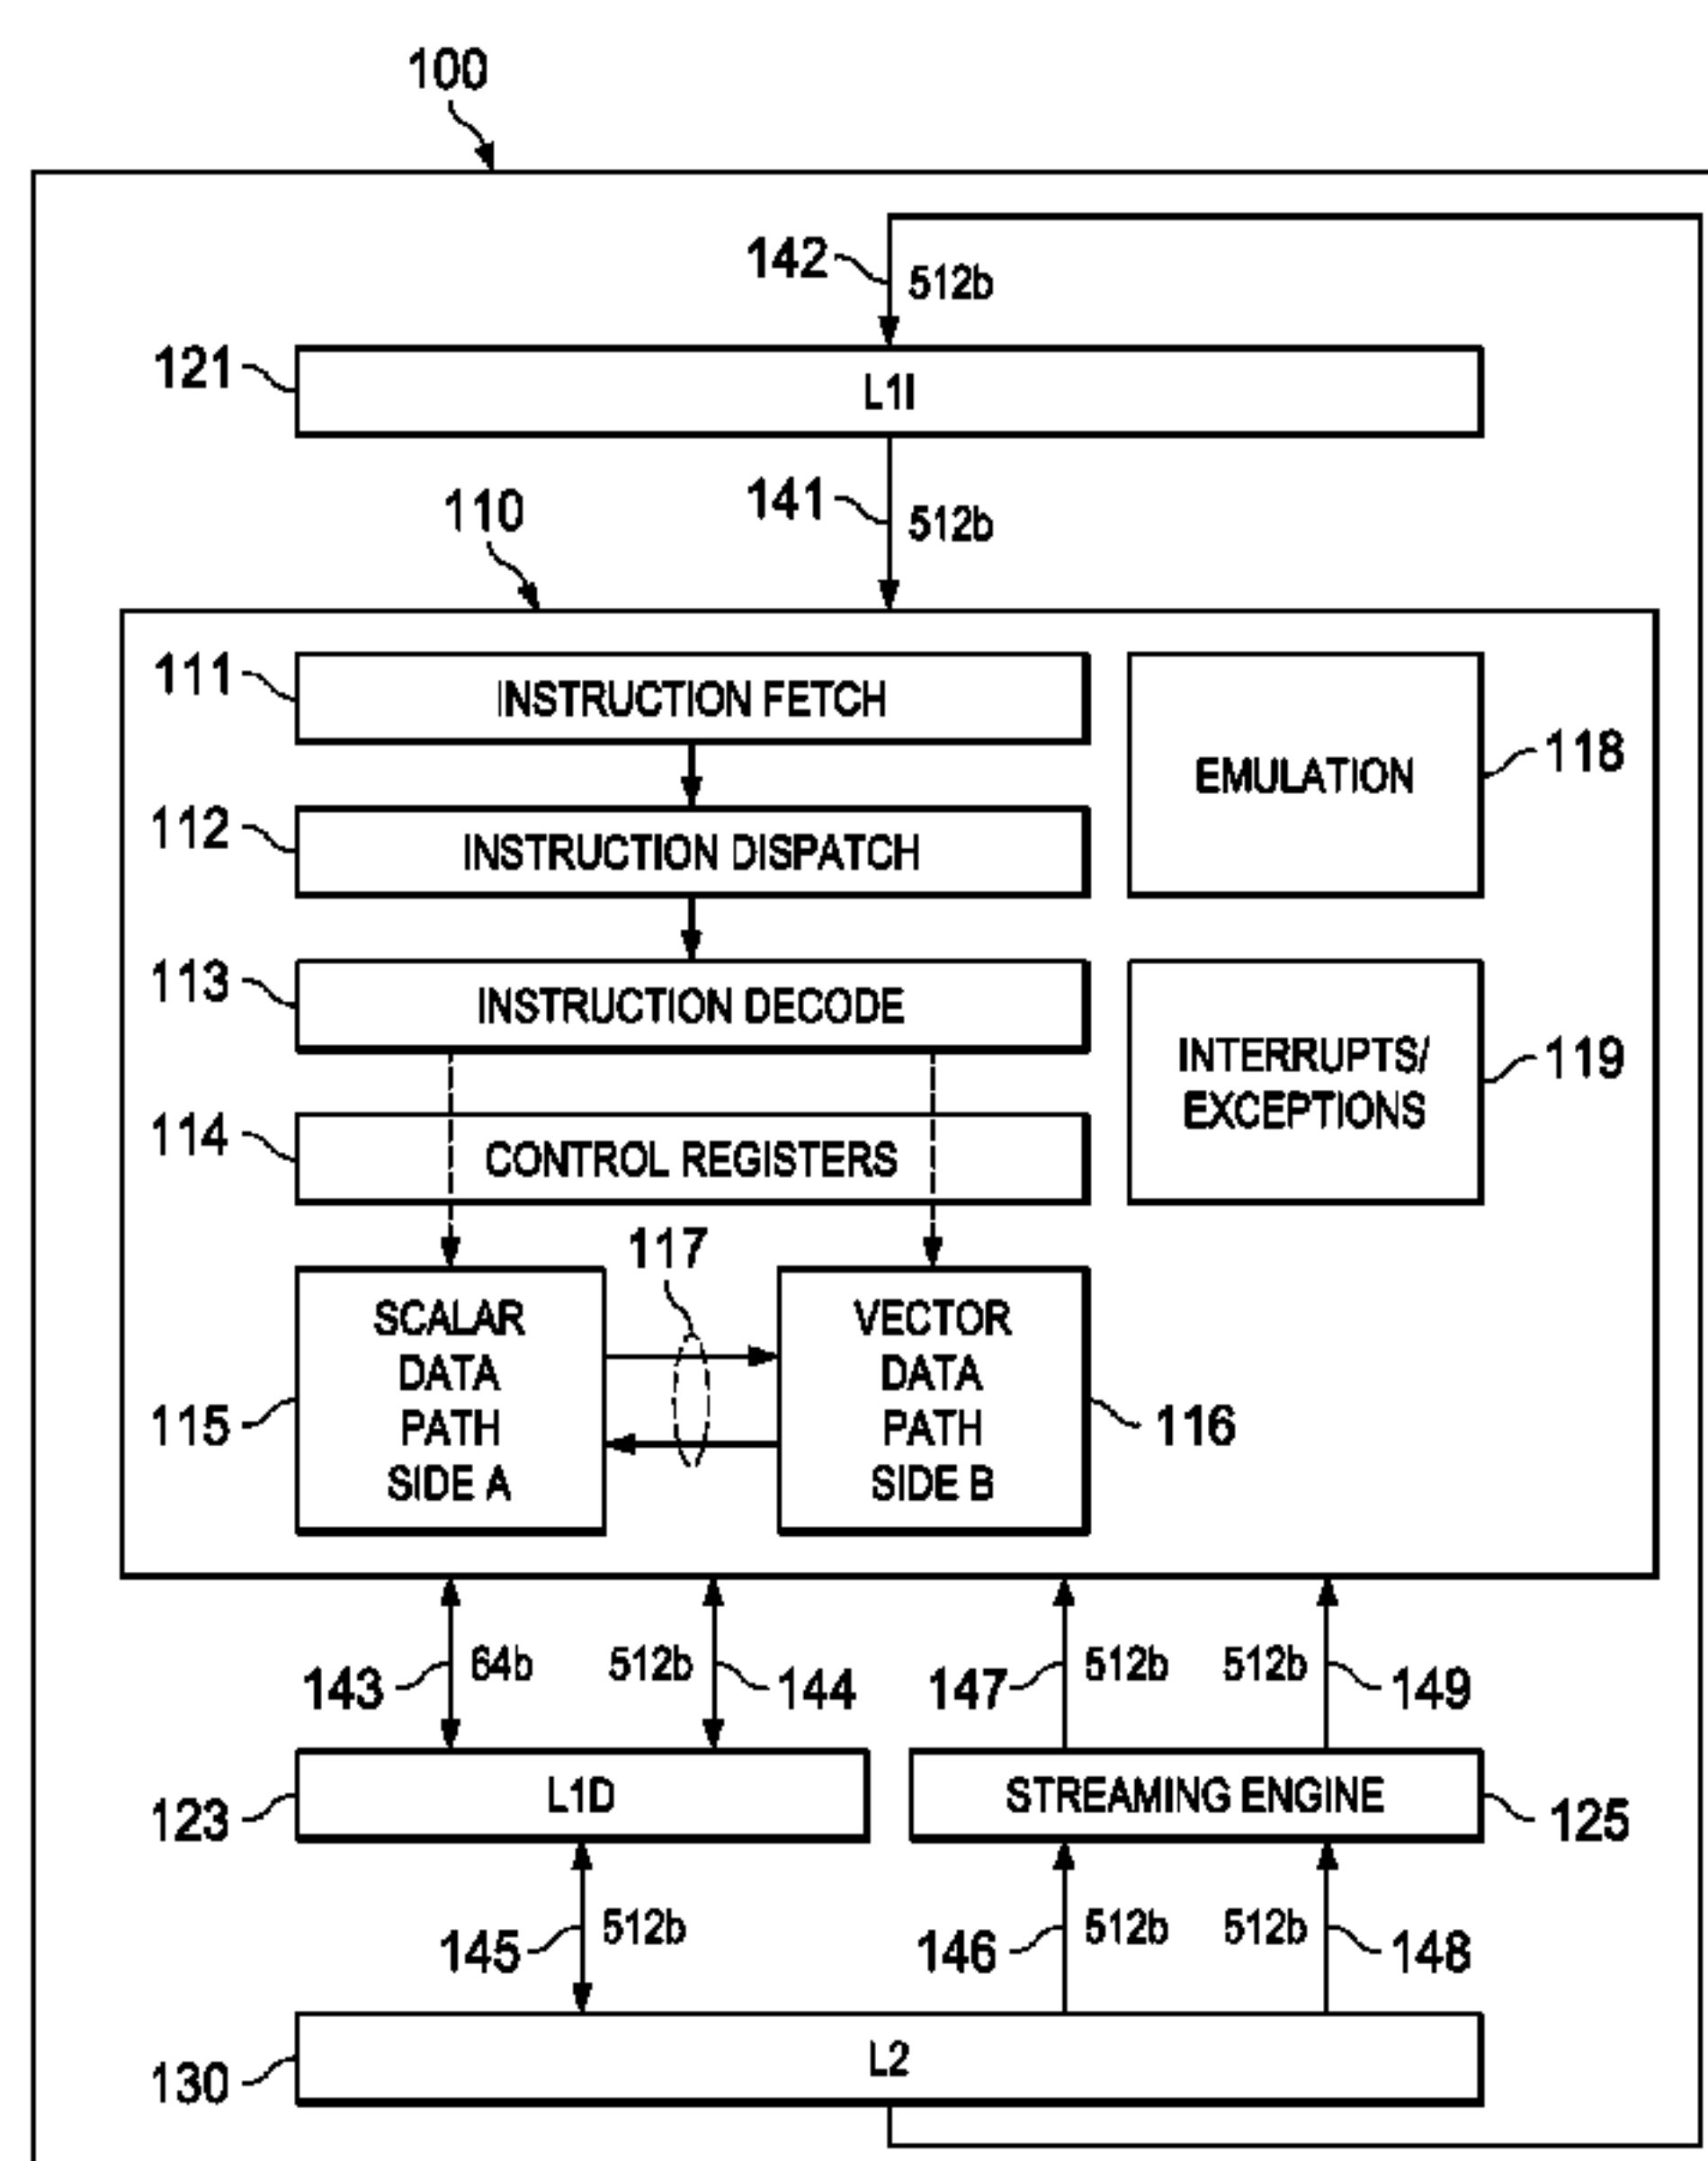 100
142
512b
121
L1I
110
141
512b
111
INSTRUCTION FETCH
EMULATION
118
112
INSTRUCTION DISPATCH
113
INSTRUCTION DECODE
INTERRUPTS/
EXCEPTIONS
119
114
CONTROL REGISTERS
117
SCALAR
DATA
PATH
SIDE A
VECTOR
DATA
PATH
SIDE B
115
116
143
64b
512b
144
147
512b
512b
149
123
L1D
STREAMING ENGINE
125
145
512b
146
512b
512b
148
130
L2